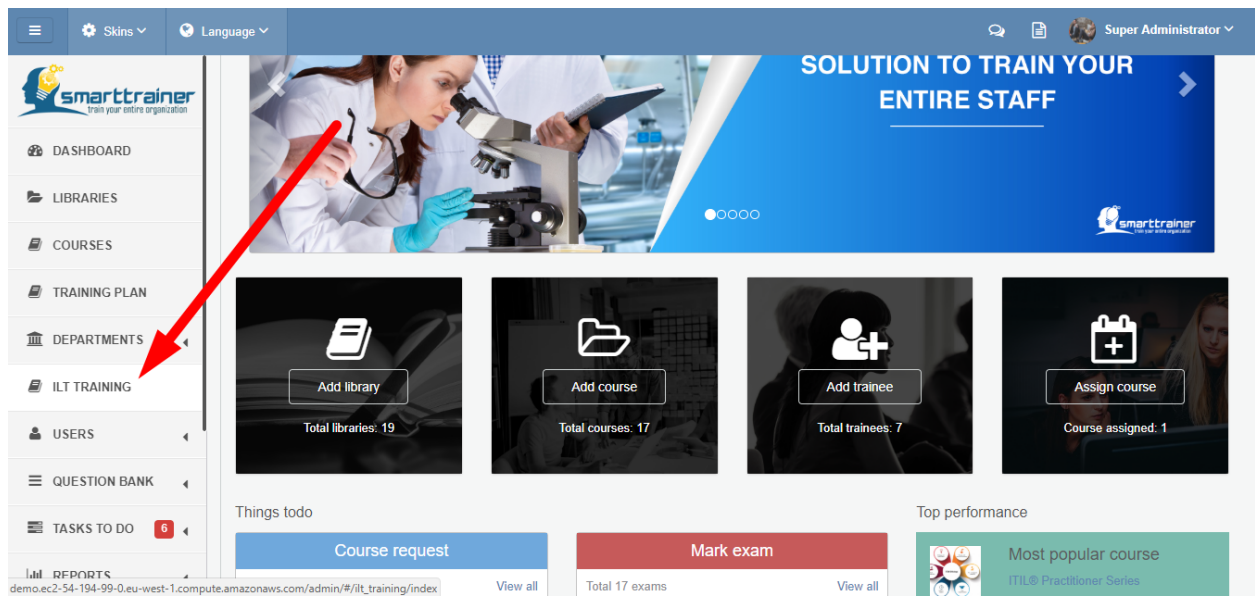 Skins
Language
Super Administrator
smarttrainer
train your entire organization
DASHBOARD
LIBRARIES
COURSES
TRAINING PLAN
DEPARTMENTS
ILT TRAINING
USERS
QUESTION BANK
TASKS TO DO 6
REPORTS
demo.ec2-54-194-99-0.eu-west-1.compute.amazonaws.com/admin/#/ilt_training/index
SOLUTION TO TRAIN YOUR
ENTIRE STAFF
smarttrainer
train your entire organization
Add library
Total libraries: 19
Add course
Total courses: 17
Add trainee
Total trainees: 7
Assign course
Course assigned: 1
Things todo
Course request
View all
Mark exam
Total 17 exams
View all
Top performance
Most popular course
ITIL® Practitioner Series